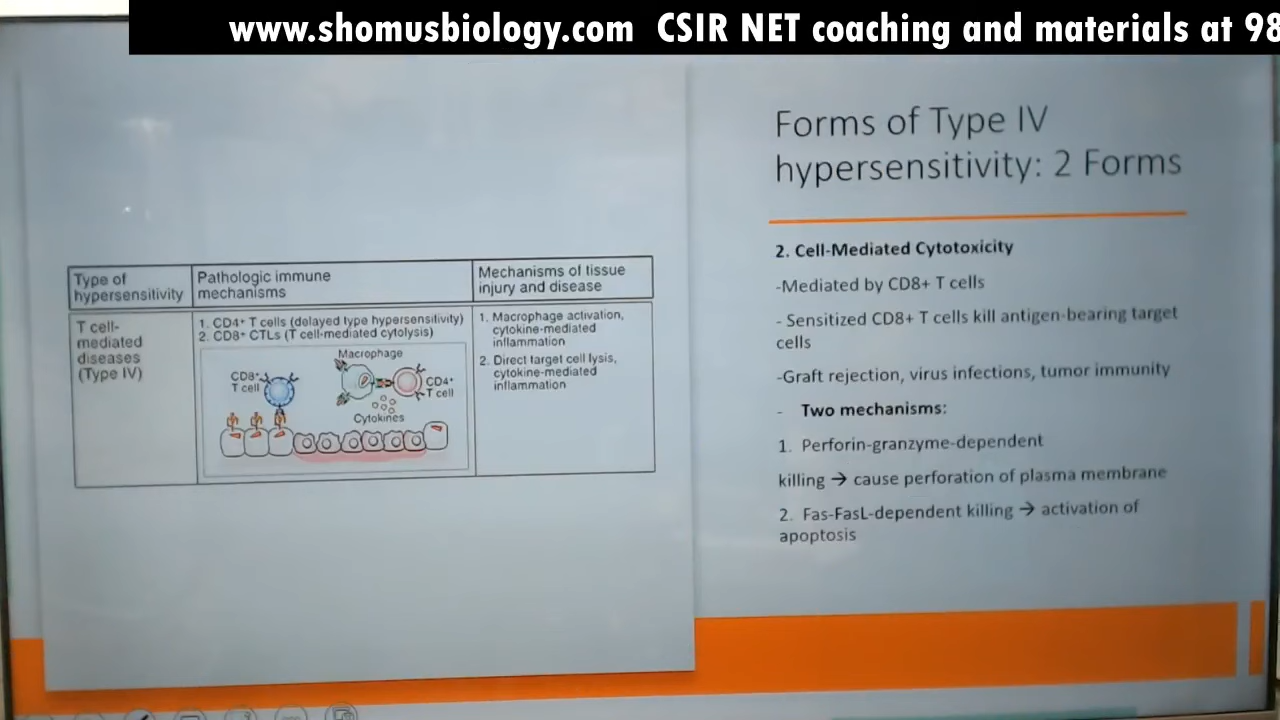 www.shomusbiology.com CSIR NET coaching and materials at 98
Forms of Type IV
hypersensitivity: 2 Forms
Type of
hypersensitivity
Pathologic immune
mechanisms
Mechanisms of tissue
injury and disease
T cell-
mediated
diseases
(Type IV)
1. CD4+ T cells (delayed type hypersensitivity)
2. CD8+ CTLs (T cell-mediated cytolysis)
Macrophage
CD8+
T cell
CD4+
T cell
Cytokines
1. Macrophage activation,
cytokine-mediated
inflammation
2. Direct target cell lysis,
cytokine-mediated
inflammation
2. Cell-Mediated Cytotoxicity
-Mediated by CD8+ T cells
- Sensitized CD8+ T cells kill antigen-bearing target
cells
-Graft rejection, virus infections, tumor immunity
- Two mechanisms:
1. Perforin-granzyme-dependent
killing → cause perforation of plasma membrane
2. Fas-FasL-dependent killing → activation of
apoptosis